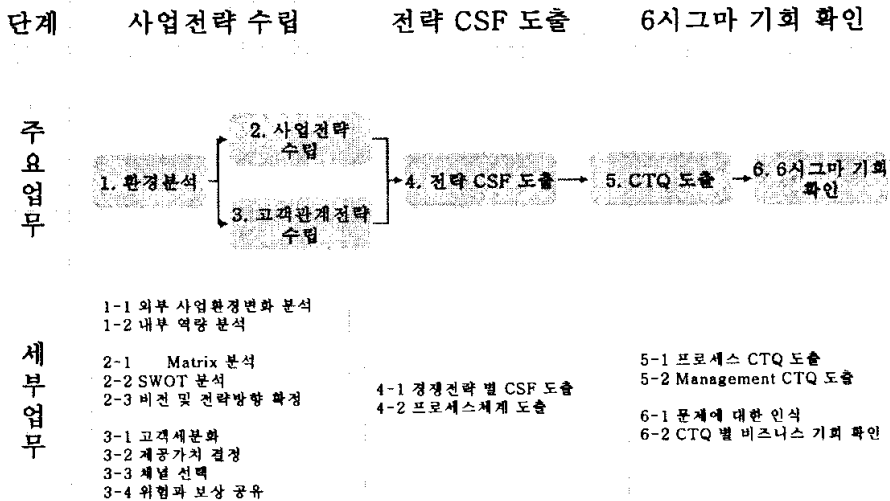 단계 사업전략 수립 전략 CSF 도출 6시그마 기회 확인
주요업무
1. 환경분석
2. 사업전략
수립
3. 고객관계전략
수립
4. 전략 CSF 도출
5. CTQ 도출
6. 6시그마 기회
확인
세부업무
1-1 외부 사업환경변화 분석
1-2 내부 역량 분석
2-1 Matrix 분석
2-2 SWOT 분석
2-3 비전 및 전략방향 확정
3-1 고객세분화
3-2 제공가치 결정
3-3 채널 선택
3-4 위험과 보상 공유
4-1 경쟁전략 별 CSF 도출
4-2 프로세스체계 도출
5-1 프로세스 CTQ 도출
5-2 Management CTQ 도출
6-1 문제에 대한 인식
6-2 CTQ 별 비즈니스 기회 확인